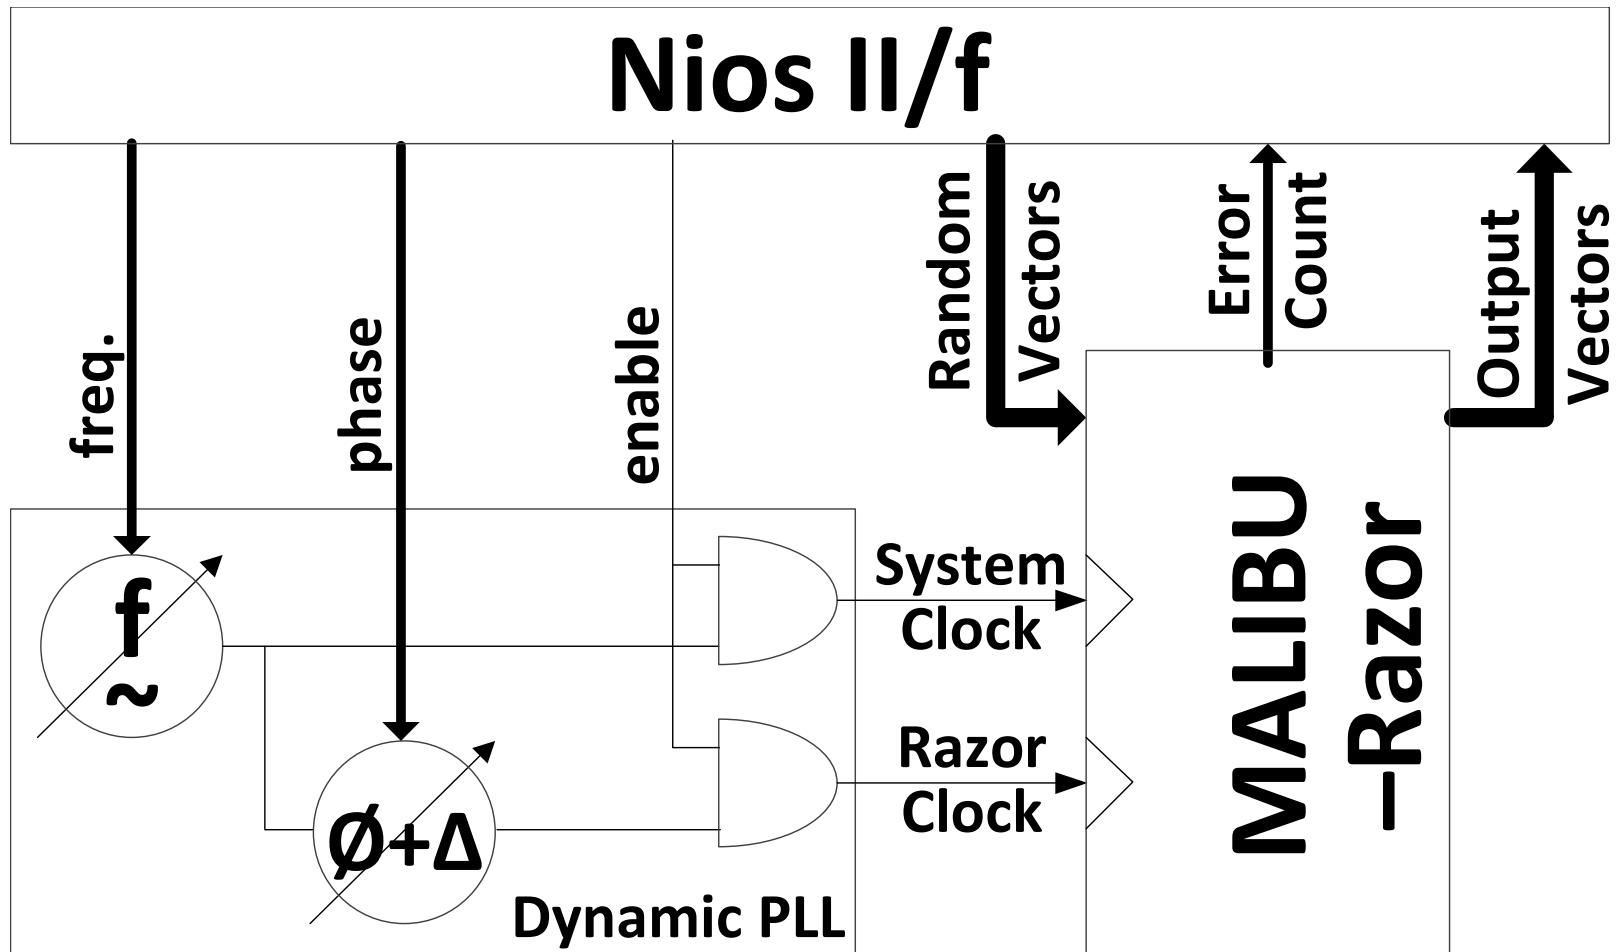 Nios II/f
freq.
phase
enable
Random
Vectors
Error
Count
Output
Vectors
f
~
Ø+Δ
Dynamic PLL
System
Clock
Razor
Clock
MALIBU
–Razor